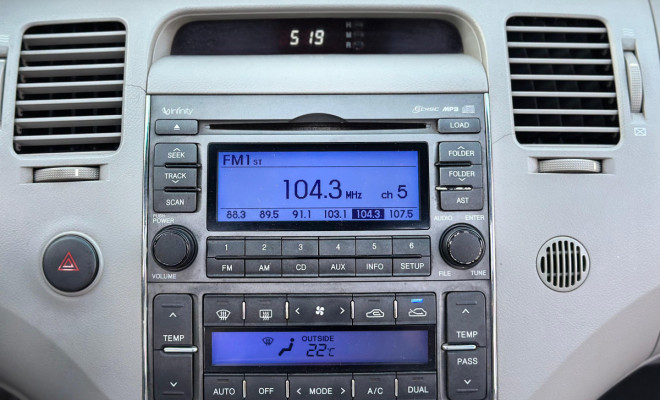 5 19
H
M
R
infinity
MP3
LOAD
SEEK
TRACK
SCAN
FM1 ST
104.3 MHz ch 5
88.3 89.5 91.1 103.1 104.3 107.5
FOLDER
FOLDER
AST
PUSH
POWER
VOLUME
AUDIO ENTER
FILE TUNE
1 2 3 4 5 6
FM AM CD AUX INFO SETUP
TEMP
OUTSIDE
22°C
TEMP
PASS
AUTO OFF < MODE > A/C DUAL